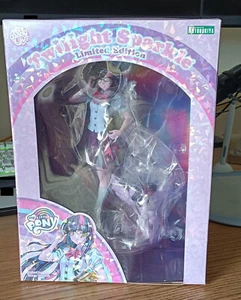 KOTOBUKIYA
Twilight Sparkle
Limited Edition
my LITTLE
PONY